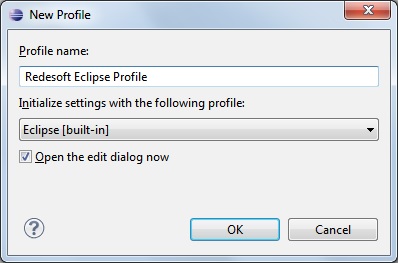 New Profile
Profile name:
Redesoft Eclipse Profile
Initialize settings with the following profile:
Eclipse [built-in]
Open the edit dialog now
?
OK Cancel